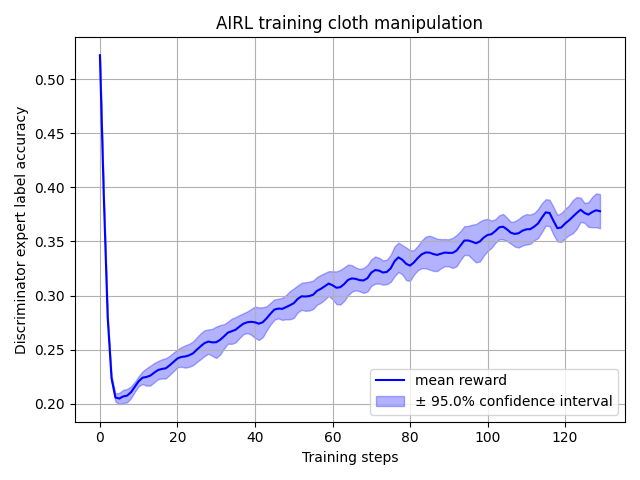 AIRL training cloth manipulation
Discriminator expert label accuracy
0.50
0.45
0.40
0.35
0.30
0.25
0.20
mean reward
± 95.0% confidence interval
0 20 40 60 80 100 120
Training steps